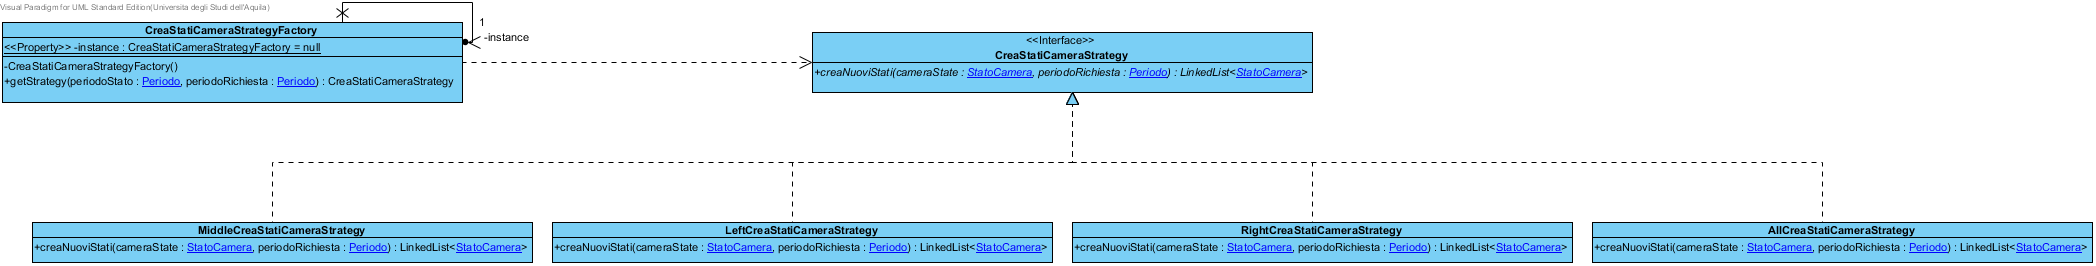 Visual Paradigm for UML Standard Edition(Universita degli Studi dell'Aquila)
CreaStatiCameraStrategyFactory
<<Property>> -instance : CreaStatiCameraStrategyFactory = null
-CreaStatiCameraStrategyFactory()
+getStrategy(periodoStato : Periodo, periodoRichiesta : Periodo) : CreaStatiCameraStrategy
1
-instance
<<Interface>>
CreaStatiCameraStrategy
+creaNuoviStati(cameraState : StatoCamera, periodoRichiesta : Periodo) : LinkedList<StatoCamera>
MiddleCreaStatiCameraStrategy
+creaNuoviStati(cameraState : StatoCamera, periodoRichiesta : Periodo) : LinkedList<StatoCamera>
LeftCreaStatiCameraStrategy
+creaNuoviStati(cameraState : StatoCamera, periodoRichiesta : Periodo) : LinkedList<StatoCamera>
RightCreaStatiCameraStrategy
+creaNuoviStati(cameraState : StatoCamera, periodoRichiesta : Periodo) : LinkedList<StatoCamera>
AllCreaStatiCameraStrategy
+creaNuoviStati(cameraState : StatoCamera, periodoRichiesta : Periodo) : LinkedList<StatoCamera>